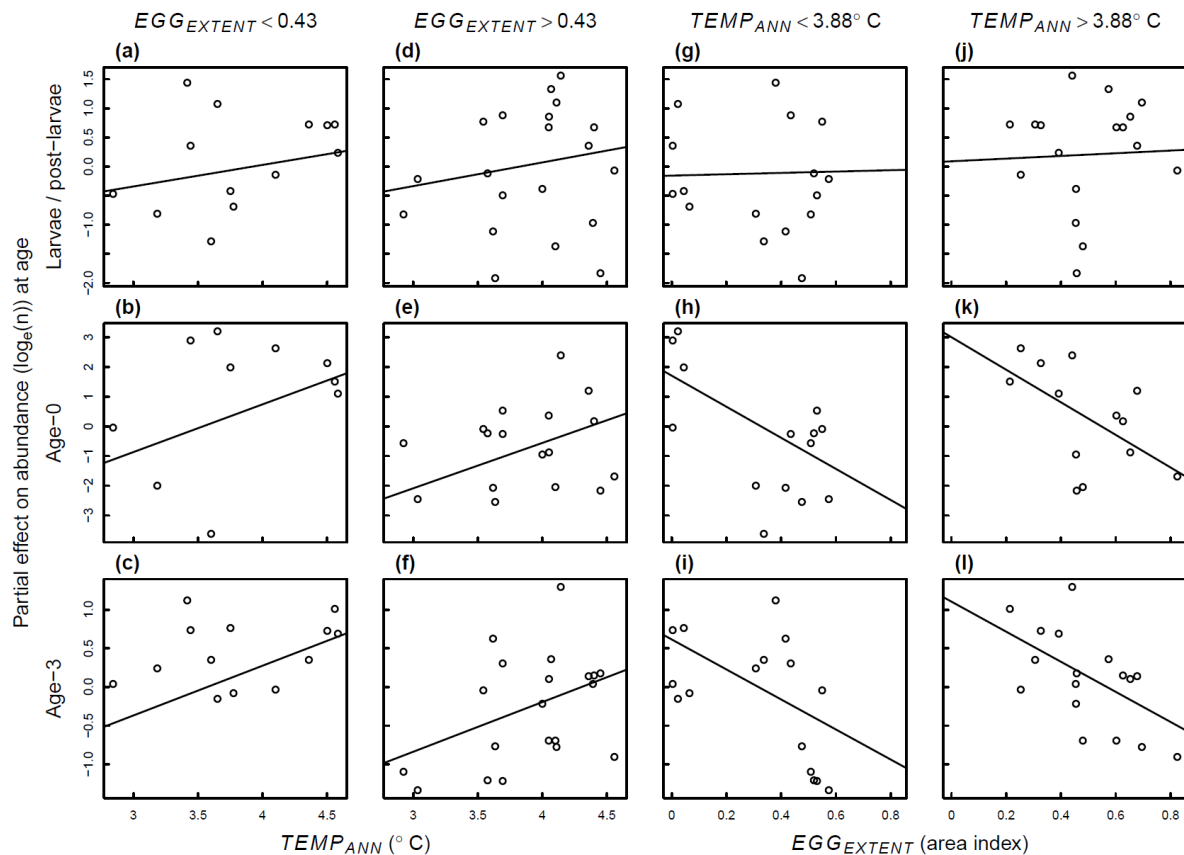 EGG_EXTENT < 0.43
EGG_EXTENT > 0.43
TEMP_ANN < 3.88° C
TEMP_ANN > 3.88° C
(a)
(d)
(g)
(j)
Larvae / post−larvae
1.5
1.0
0.5
0.0
−1.0
−2.0
(b)
(e)
(h)
(k)
Partial effect on abundance (log_e(n)) at age
Age−0
3
2
1
0
−1
−2
−3
(c)
(f)
(i)
(l)
Age−3
1.0
0.5
0.0
−0.5
−1.0
3
3.5
4
4.5
3
3.5
4
4.5
0
0.2
0.4
0.6
0.8
0
0.2
0.4
0.6
0.8
TEMP_ANN (° C)
EGG_EXTENT (area index)